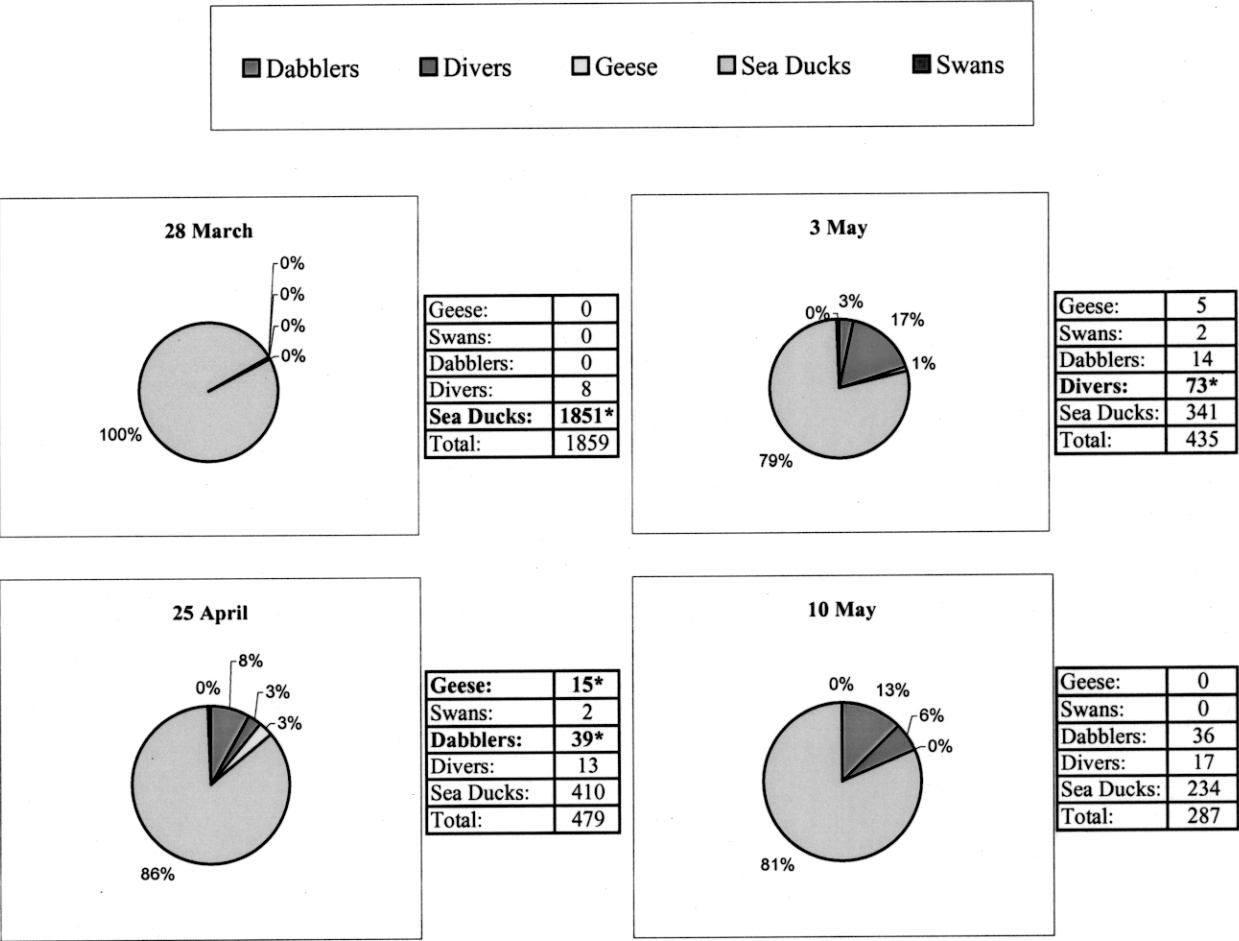 Dabblers Divers Geese Sea Ducks Swans
28 March
0%
0%
0%
0%
100%
Geese: 0
Swans: 0
Dabblers: 0
Divers: 8
Sea Ducks: 1851*
Total: 1859
3 May
0% 3%
17%
1%
79%
Geese: 5
Swans: 2
Dabblers: 14
Divers: 73*
Sea Ducks: 341
Total: 435
25 April
8%
0%
3%
3%
86%
Geese: 15*
Swans: 2
Dabblers: 39*
Divers: 13
Sea Ducks: 410
Total: 479
10 May
0% 13%
6%
0%
81%
Geese: 0
Swans: 0
Dabblers: 36
Divers: 17
Sea Ducks: 234
Total: 287